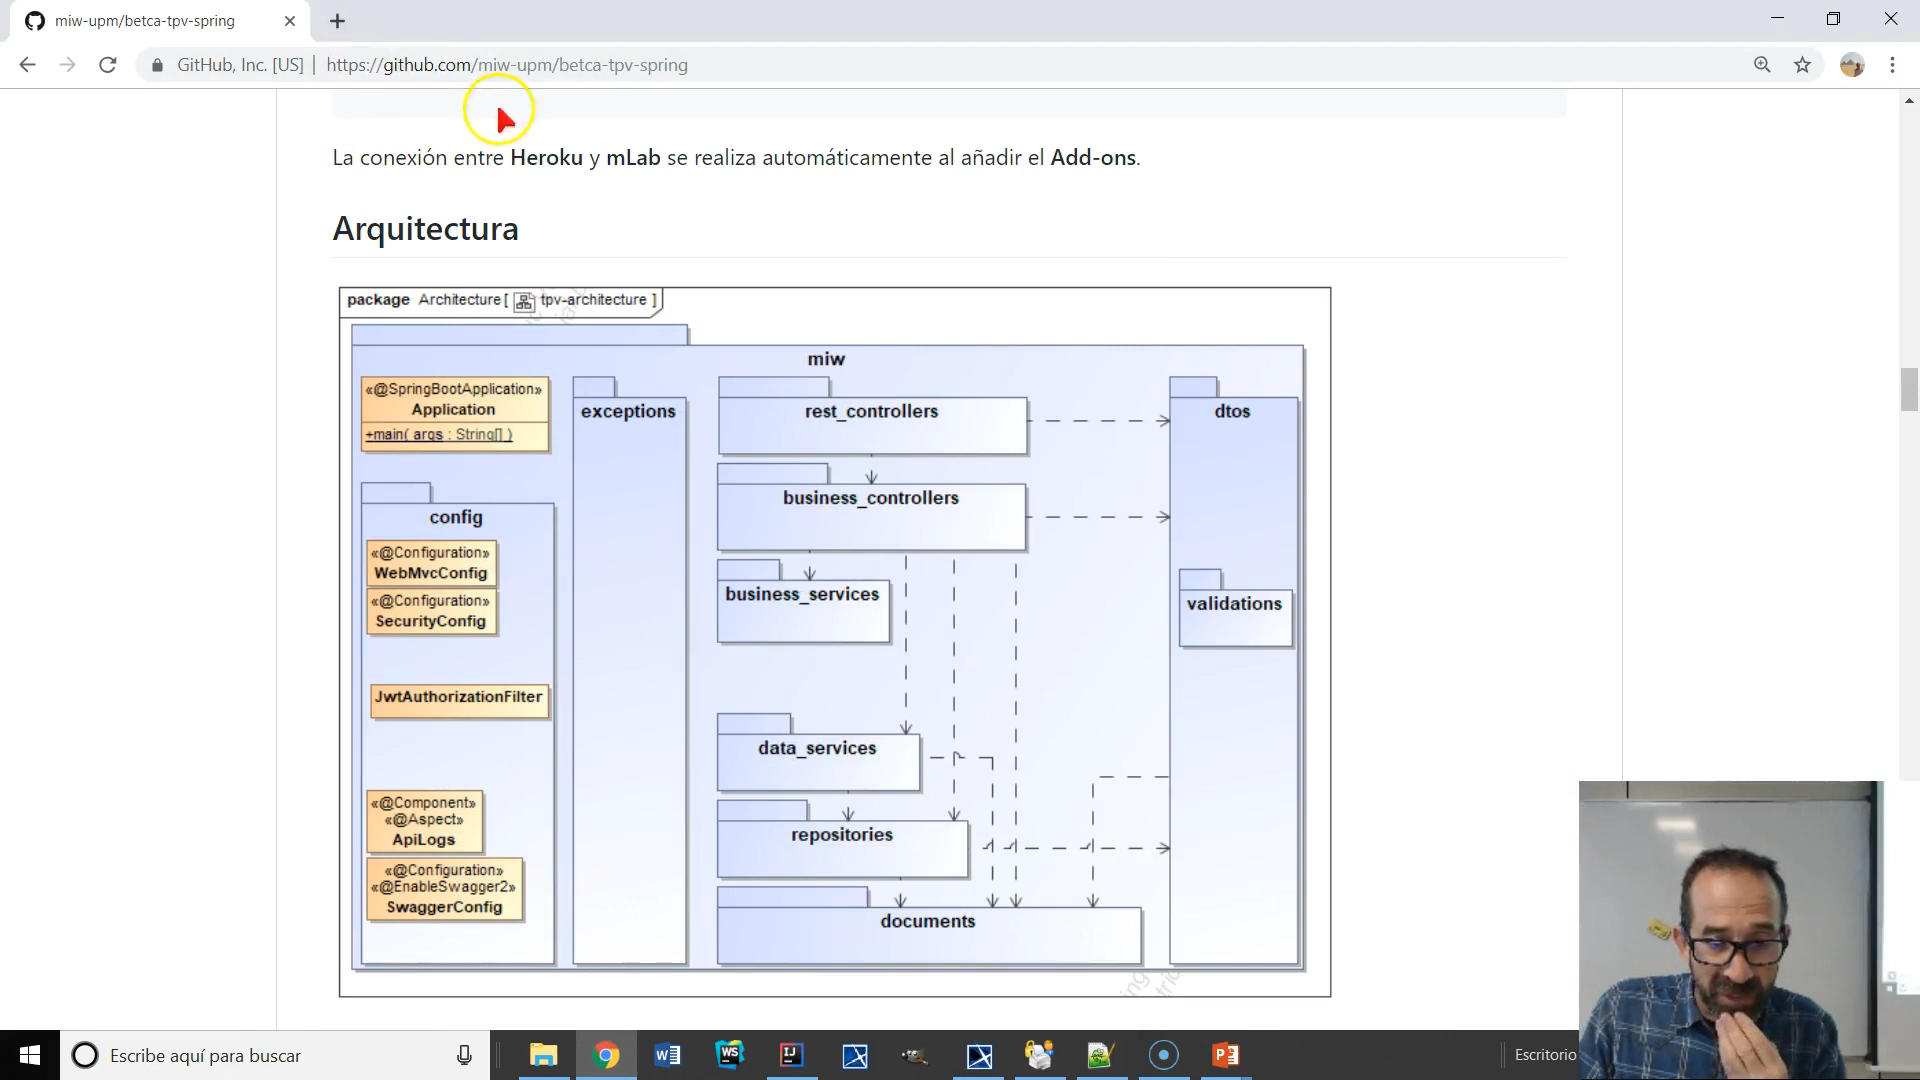 miw-upm/betca-tpv-spring
GitHub, Inc. [US] | https://github.com/miw-upm/betca-tpv-spring
La conexión entre Heroku y mLab se realiza automáticamente al añadir el Add-ons.
Arquitectura
package Architecture [ tpv-architecture ]
miw
«@SpringBootApplication»
Application
+main( args : String[] )
exceptions
rest_controllers
dtos
business_controllers
config
«@Configuration»
WebMvcConfig
«@Configuration»
SecurityConfig
business_services
validations
JwtAuthorizationFilter
data_services
«@Component»
«@Aspect»
ApiLogs
repositories
«@Configuration»
«@EnableSwagger2»
SwaggerConfig
documents
Escribe aquí para buscar
Escritorio